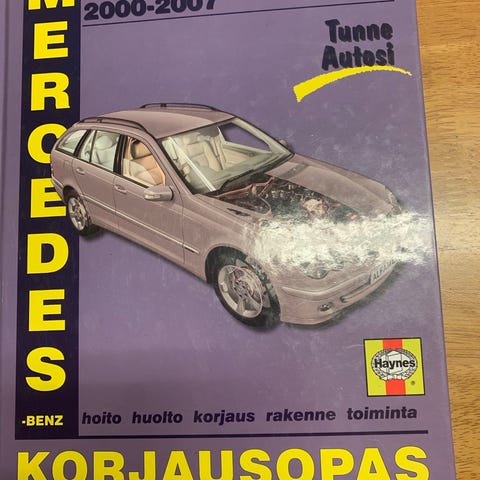 2000-2007
Tunne
Autosi
MERCEDES
-BENZ
Haynes
®
hoito huolto korjaus rakenne toiminta
KORJAUSOPAS